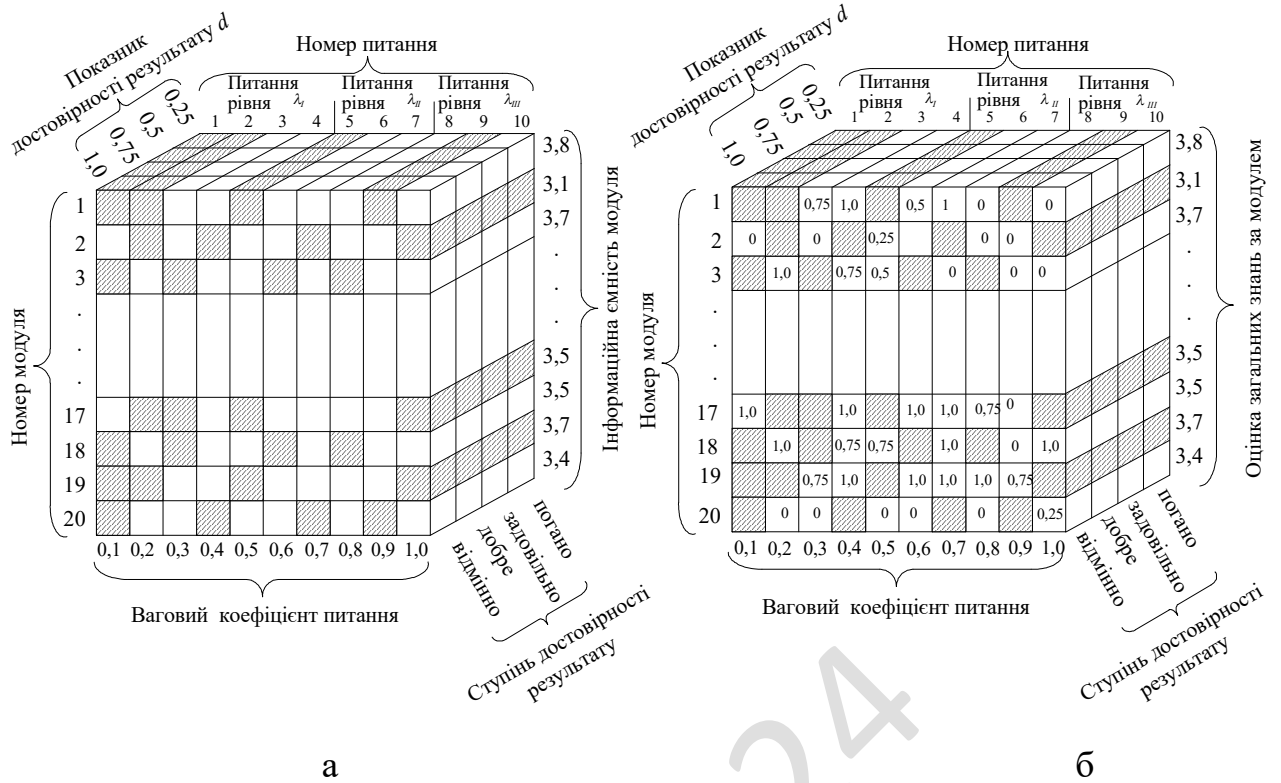 Показник
достовірності результату d
1,0 0,75 0,5 0,25
Номер питання
Питання рівня λI
Питання рівня λII
Питання рівня λIII
1 2 3 4 5 6 7 8 9 10
Номер модуля
1
2
3
.
.
.
17
18
19
20
3,8
3,1
3,7
.
.
.
3,5
3,5
3,7
3,4
Інформаційна ємність модуля
0,1 0,2 0,3 0,4 0,5 0,6 0,7 0,8 0,9 1,0
Ваговий коефіцієнт питання
відмінно
добре
задовільно
погано
Ступінь достовірності
результату
а
Показник
достовірності результату d
1,0 0,75 0,5 0,25
Номер питання
Питання рівня λI
Питання рівня λII
Питання рівня λIII
1 2 3 4 5 6 7 8 9 10
Номер модуля
1 0,75 1,0 0,5 1 0 0
2 0 0 0,25 0 0
3 1,0 0,75 0,5 0 0 0
.
.
.
17 1,0 1,0 1,0 1,0 0,75 0
18 1,0 0,75 0,75 1,0 0 1,0
19 0,75 1,0 1,0 1,0 1,0 0,75
20 0 0 0 0 0 0,25
3,8
3,1
3,7
.
.
.
3,5
3,5
3,7
3,4
Оцінка загальних знань за модулем
0,1 0,2 0,3 0,4 0,5 0,6 0,7 0,8 0,9 1,0
Ваговий коефіцієнт питання
відмінно
добре
задовільно
погано
Ступінь достовірності
результату
б
24